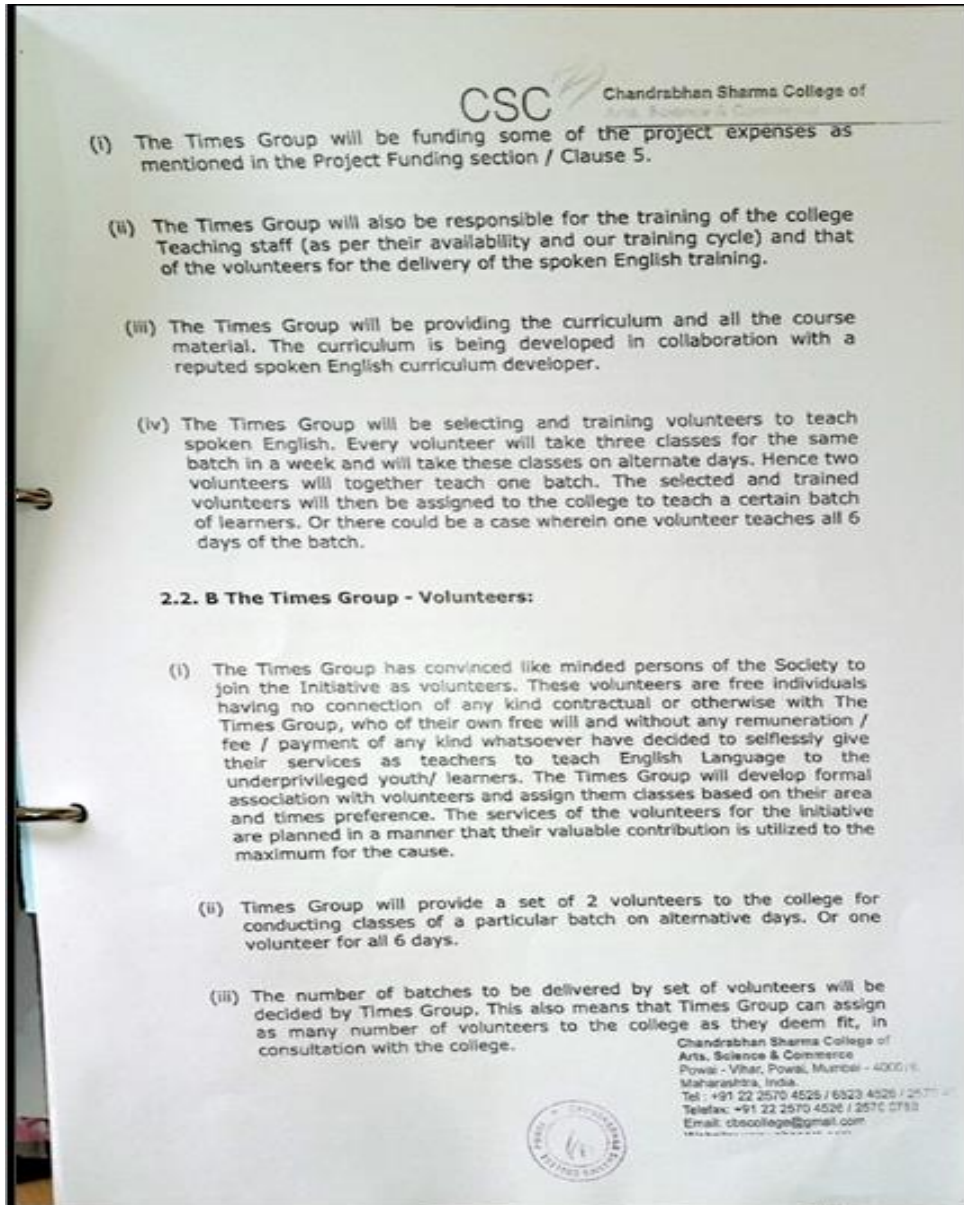 CSC
Chandrabhan Sharma College of
Arts, Science & Commerce
(i) The Times Group will be funding some of the project expenses as
mentioned in the Project Funding section / Clause 5.
(ii) The Times Group will also be responsible for the training of the college
Teaching staff (as per their availability and our training cycle) and that
of the volunteers for the delivery of the spoken English training.
(iii) The Times Group will be providing the curriculum and all the course
material. The curriculum is being developed in collaboration with a
reputed spoken English curriculum developer.
(iv) The Times Group will be selecting and training volunteers to teach
spoken English. Every volunteer will take three classes for the same
batch in a week and will take these classes on alternate days. Hence two
volunteers will together teach one batch. The selected and trained
volunteers will then be assigned to the college to teach a certain batch
of learners. Or there could be a case wherein one volunteer teaches all 6
days of the batch.
2.2. B The Times Group - Volunteers:
(i) The Times Group has convinced like minded persons of the Society to
join the Initiative as volunteers. These volunteers are free individuals
having no connection of any kind contractual or otherwise with The
Times Group, who of their own free will and without any remuneration /
fee / payment of any kind whatsoever have decided to selflessly give
their services as teachers to teach English Language to the
underprivileged youth/ learners. The Times Group will develop formal
association with volunteers and assign them classes based on their area
and times preference. The services of the volunteers for the Initiative
are planned in a manner that their valuable contribution is utilized to the
maximum for the cause.
(ii) Times Group will provide a set of 2 volunteers to the college for
conducting classes of a particular batch on alternative days. Or one
volunteer for all 6 days.
(iii) The number of batches to be delivered by set of volunteers will be
decided by Times Group. This also means that Times Group can assign
as many number of volunteers to the college as they deem fit, in
consultation with the college.
Chandrabhan Sharma College of
Arts, Science & Commerce
Powai - Vihar, Powai, Mumbai -
Maharashtra, India.
Tel : +91 22 2570 4526 / 6523 4526 /
Telefax: +91 22 2570 4526 /
Email: cbscollege@gmail.com